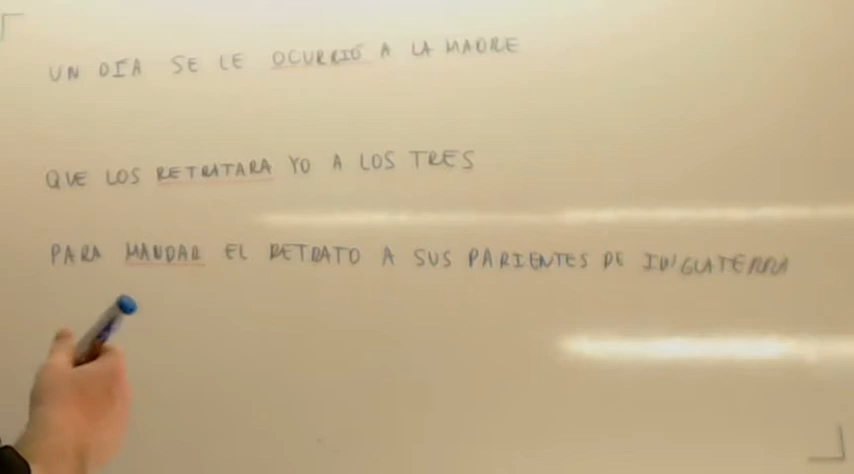 UN DÍA SE LE OCURRIÓ A LA MADRE
QUE LOS RETRATARA YO A LOS TRES
PARA MANDAR EL RETRATO A SUS PARIENTES DE INGLATERRA